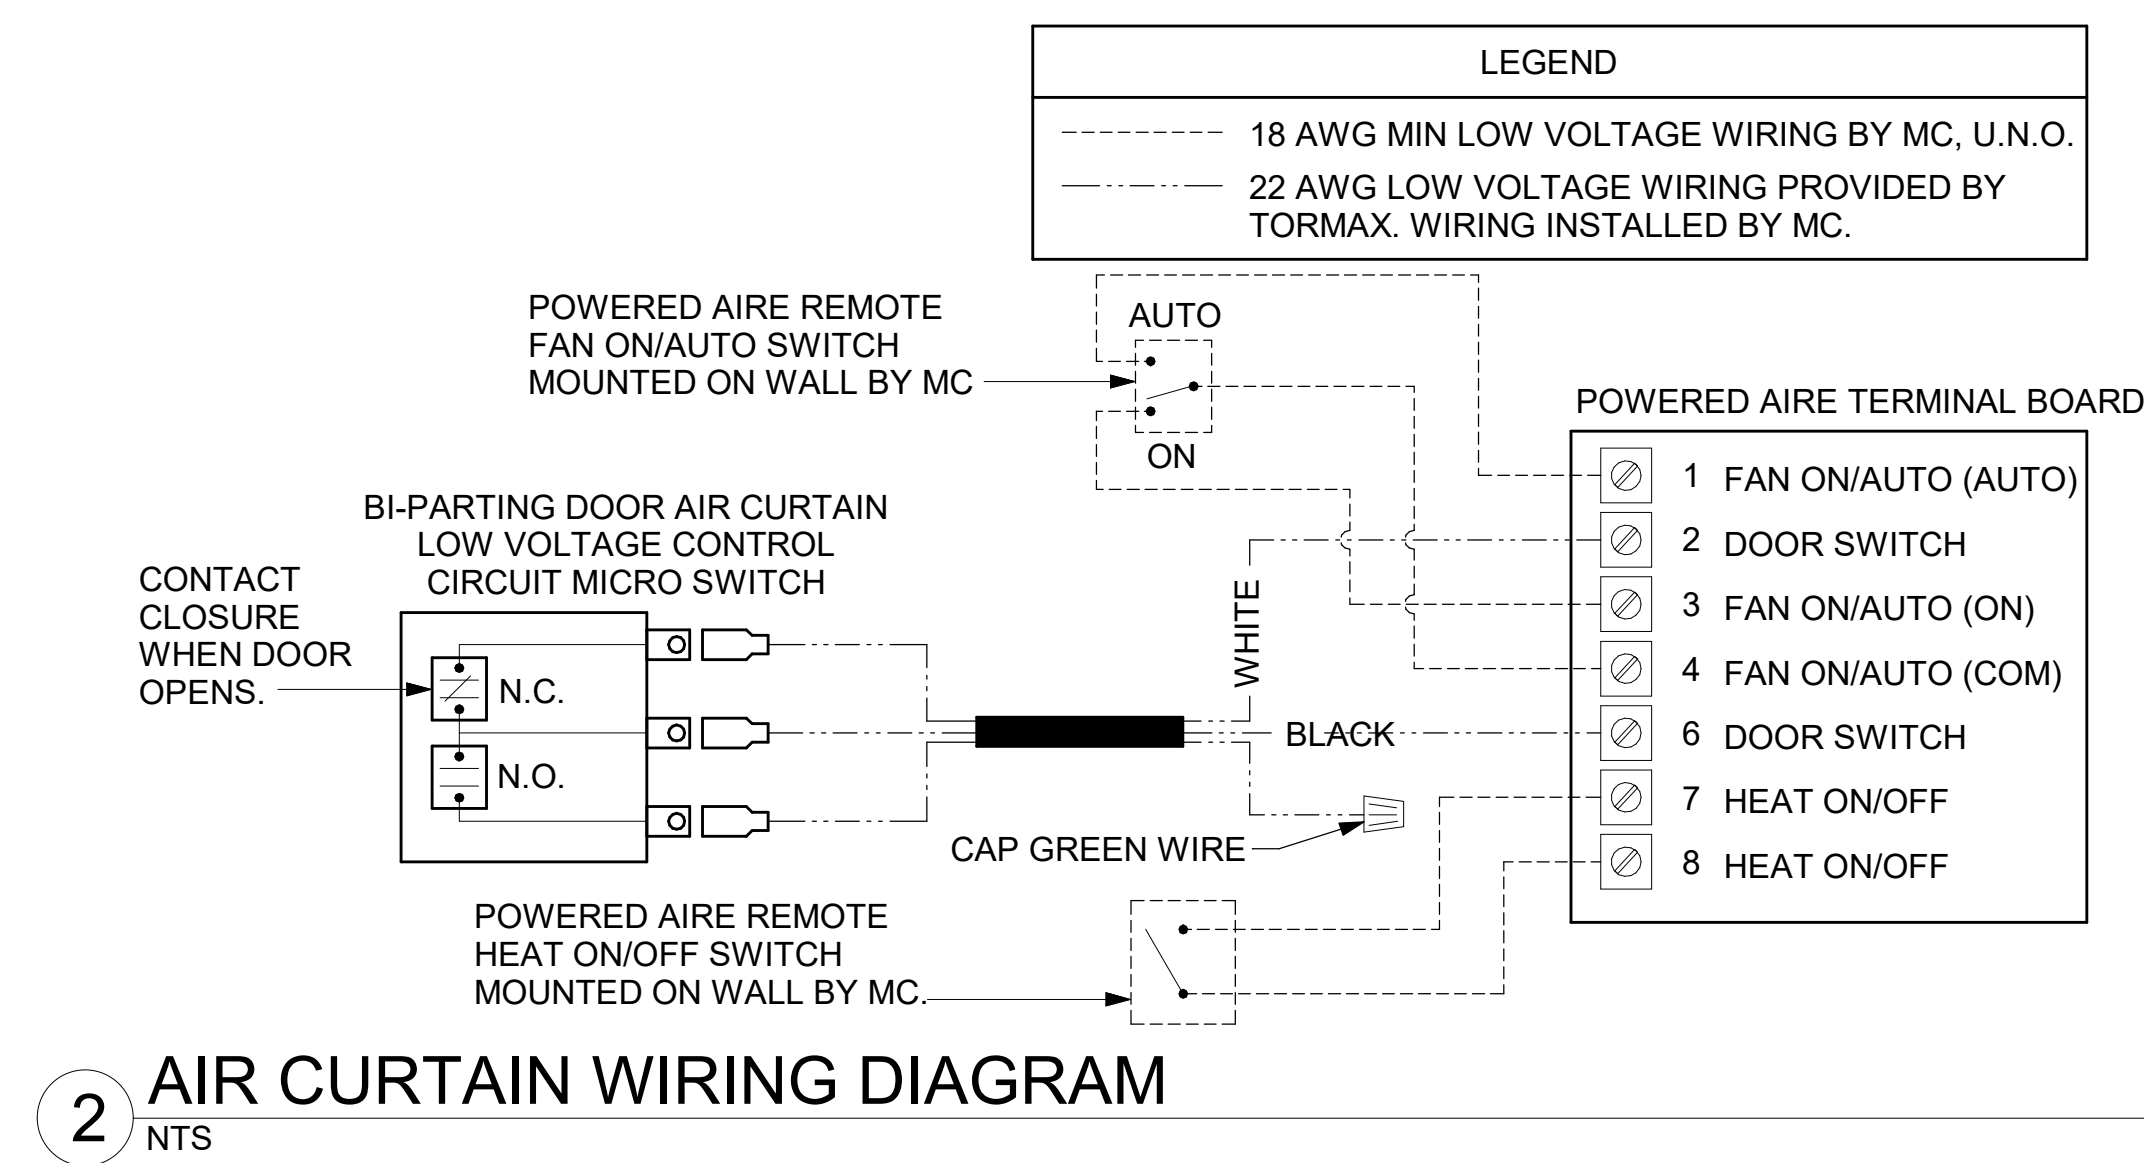 LEGEND
18 AWG MIN LOW VOLTAGE WIRING BY MC, U.N.O.
22 AWG LOW VOLTAGE WIRING PROVIDED BY
TORMAX. WIRING INSTALLED BY MC.
POWERED AIRE REMOTE
FAN ON/AUTO SWITCH
MOUNTED ON WALL BY MC
AUTO
ON
POWERED AIRE TERMINAL BOARD
1 FAN ON/AUTO (AUTO)
2 DOOR SWITCH
3 FAN ON/AUTO (ON)
4 FAN ON/AUTO (COM)
6 DOOR SWITCH
7 HEAT ON/OFF
8 HEAT ON/OFF
BI-PARTING DOOR AIR CURTAIN
LOW VOLTAGE CONTROL
CIRCUIT MICRO SWITCH
CONTACT
CLOSURE
WHEN DOOR
OPENS.
N.C.
N.O.
WHITE
BLACK
CAP GREEN WIRE
POWERED AIRE REMOTE
HEAT ON/OFF SWITCH
MOUNTED ON WALL BY MC.
2 AIR CURTAIN WIRING DIAGRAM
NTS